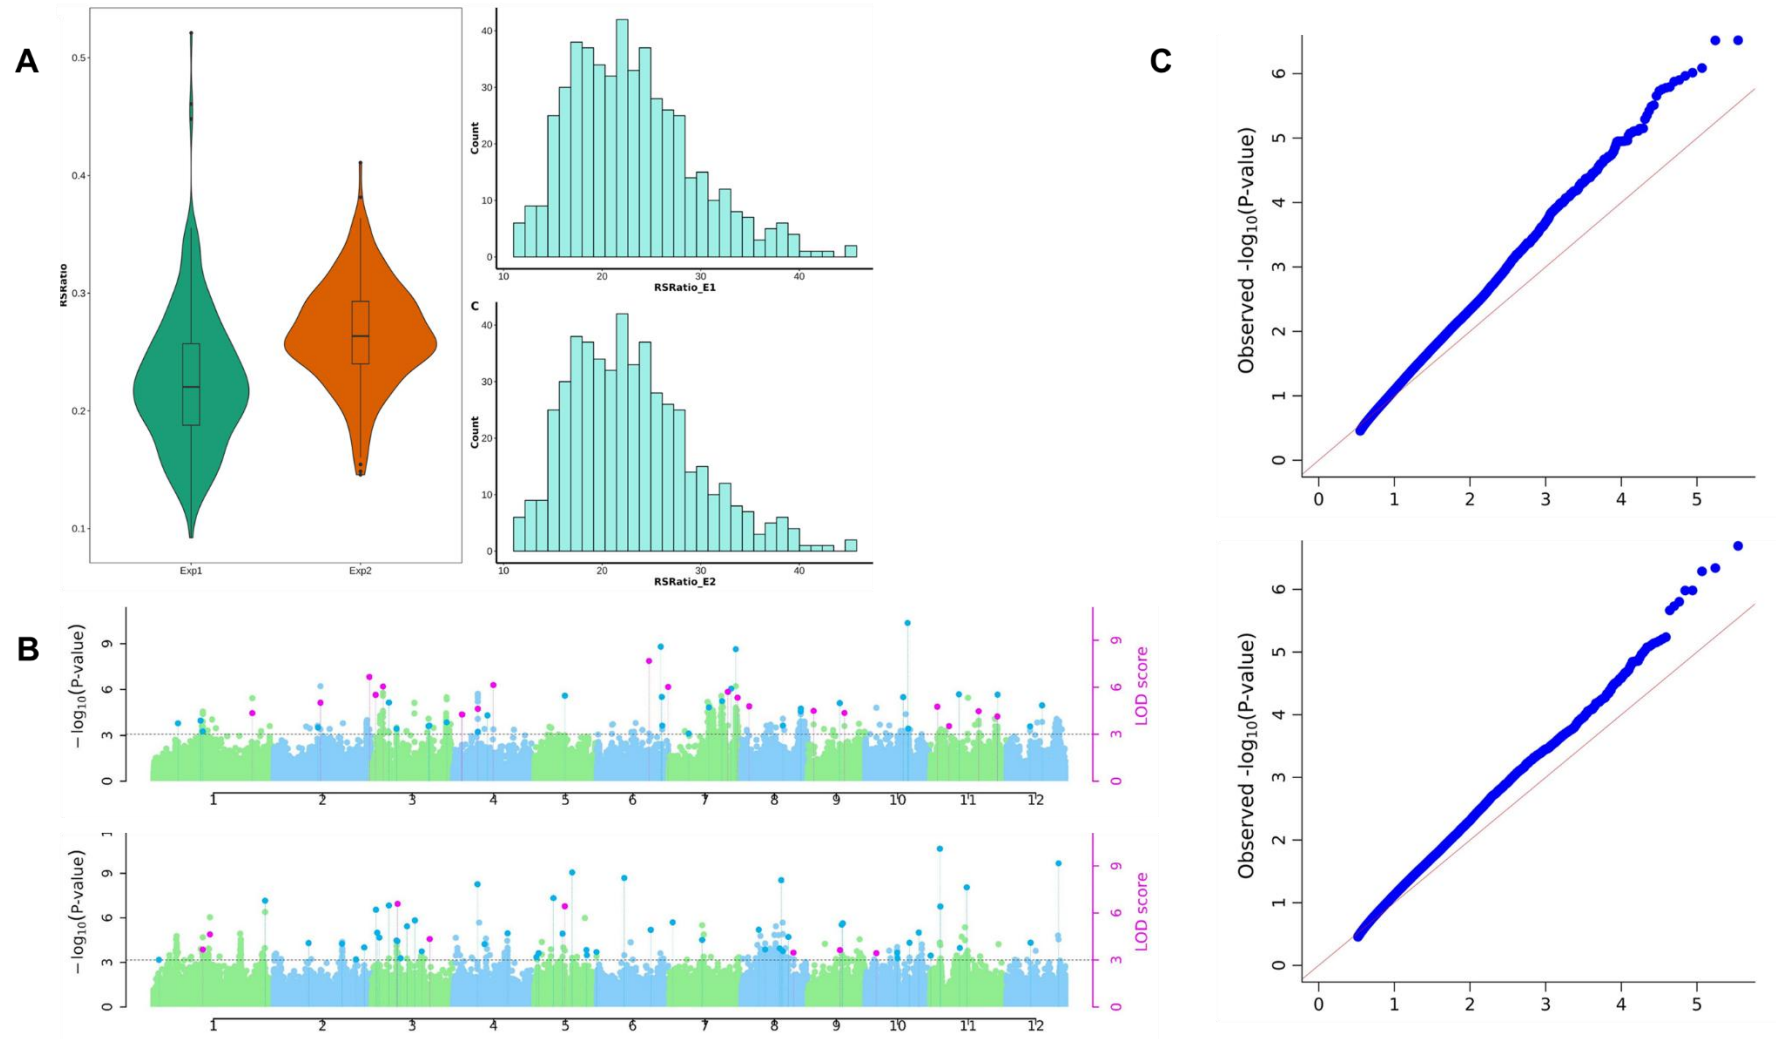 A
0.5
0.4
0.3
0.2
0.1
RSRatio
Exp1
Exp2
40
30
20
10
0
Count
10
20
30
40
RSRatio_E1
C
40
30
20
10
0
Count
10
20
30
40
RSRatio_E2
B
9
6
3
0
− log10(P-value)
9
6
3
0
LOD score
1 2 3 4 5 6 7 8 9 10 11 12
9
6
3
0
− log10(P-value)
9
6
3
0
LOD score
1 2 3 4 5 6 7 8 9 10 11 12
C
6
5
4
3
2
1
0
Observed -log10(P-value)
0 1 2 3 4 5
6
5
4
3
2
1
0
Observed -log10(P-value)
0 1 2 3 4 5